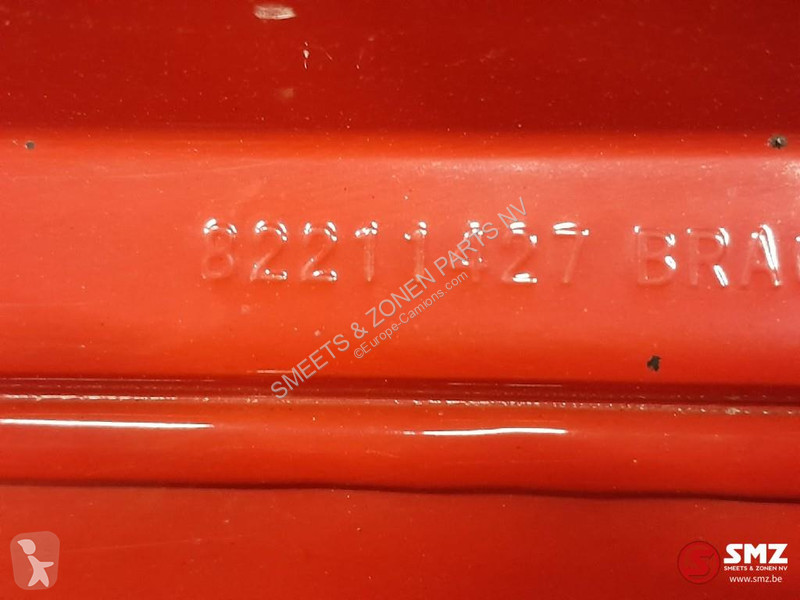 82211427 BRA
SMEETS & ZONEN PARTS NV
©Europe-Camions.com
SMZ
SMEETS & ZONEN NV
www.smz.be